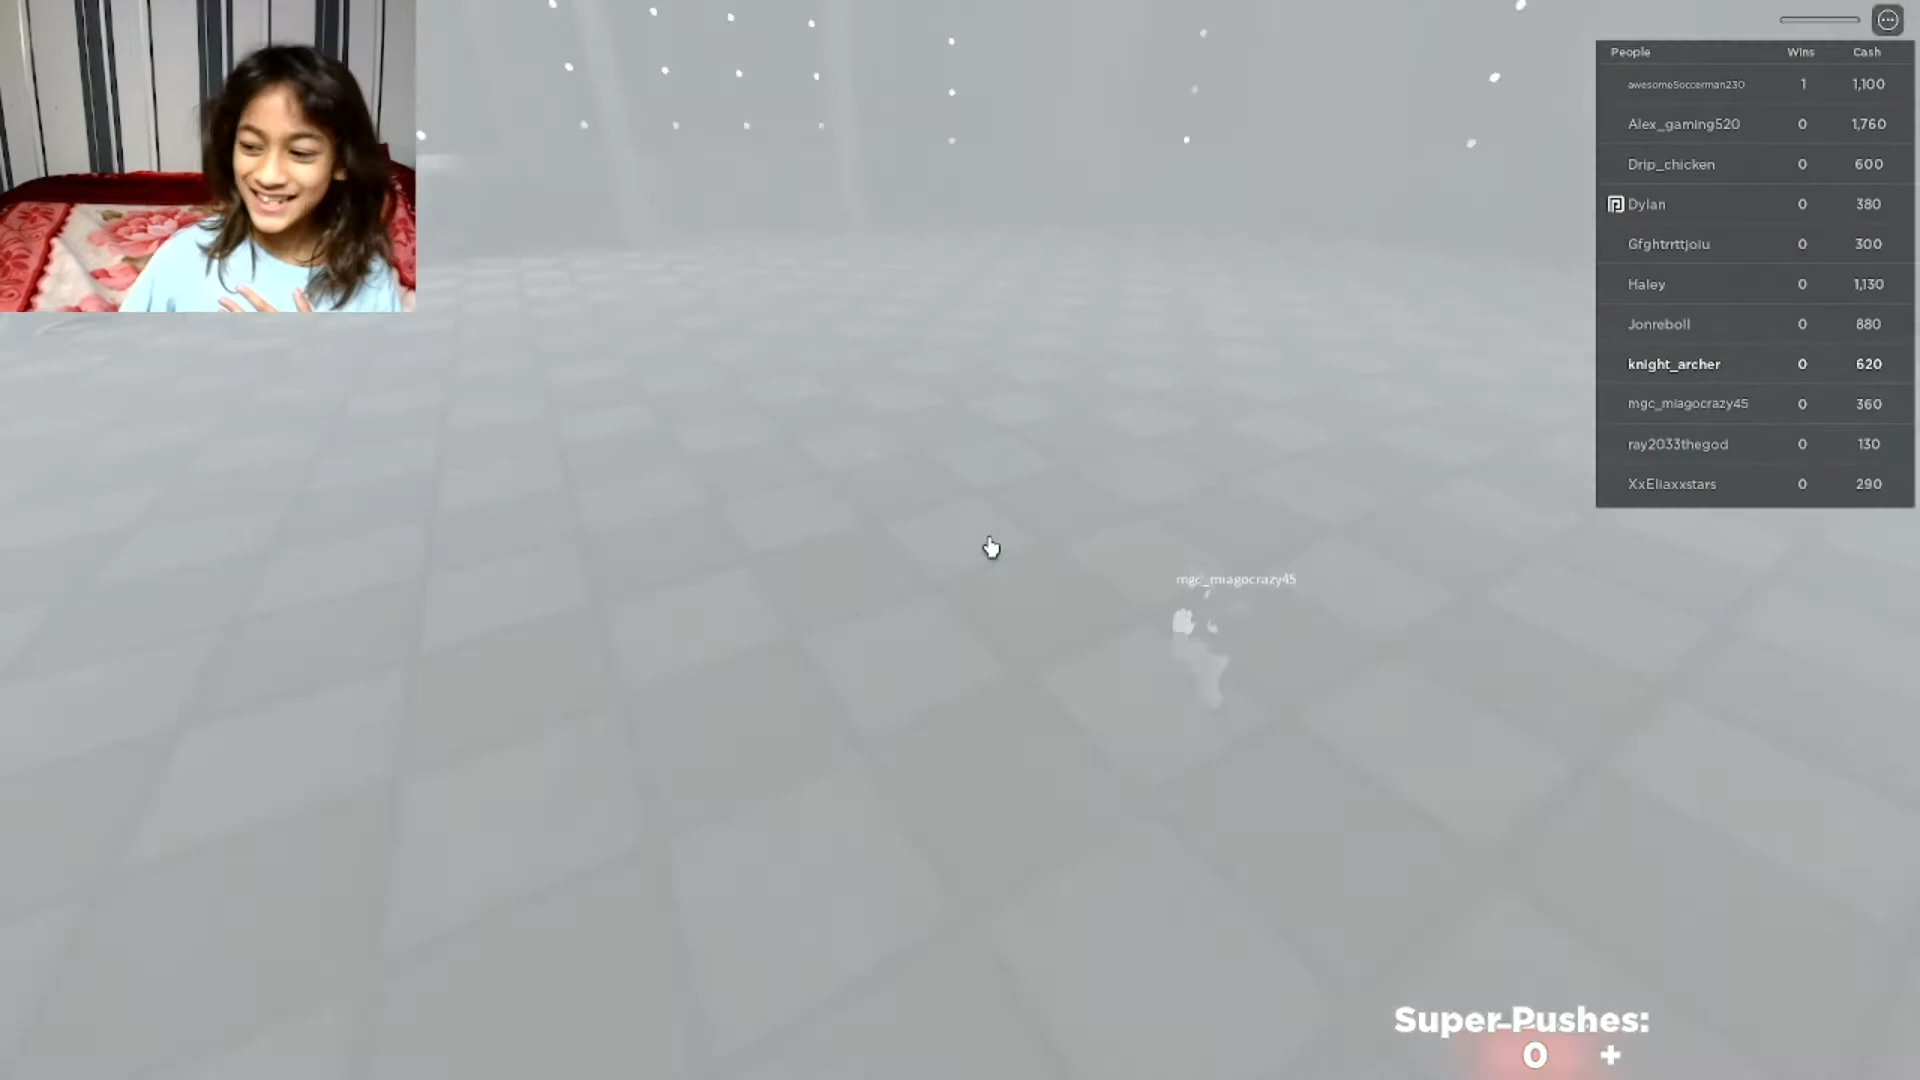 People Wins Cash
awesomeSoccerman230 1 1,100
Alex_gaming520 0 1,760
Drip_chicken 0 600
Dylan 0 380
Gfghtrrttjoiu 0 300
Haley 0 1,130
Jonreboll 0 880
knight_archer 0 620
mgc_miagocrazy45 0 360
ray2033thegod 0 130
XxEliaxxstars 0 290
mgc_miagocrazy45
Super-Pushes:
0 +